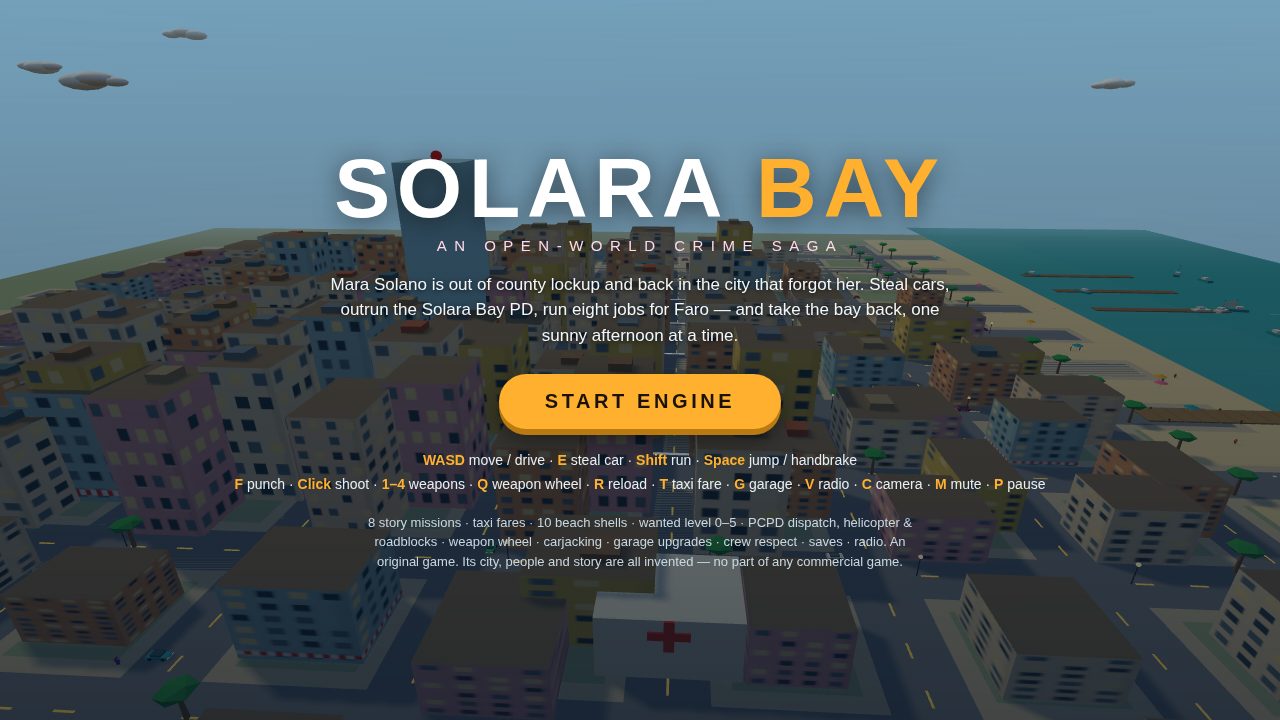 SOLARA BAY
AN OPEN-WORLD CRIME SAGA
Mara Solano is out of county lockup and back in the city that forgot her. Steal cars,
outrun the Solara Bay PD, run eight jobs for Faro — and take the bay back, one
sunny afternoon at a time.
START ENGINE
WASD move / drive · E steal car · Shift run · Space jump / handbrake
F punch · Click shoot · 1–4 weapons · Q weapon wheel · R reload · T taxi fare · G garage · V radio · C camera · M mute · P pause
8 story missions · taxi fares · 10 beach shells · wanted level 0–5 · PCPD dispatch, helicopter &
roadblocks · weapon wheel · carjacking · garage upgrades · crew respect · saves · radio. An
original game. Its city, people and story are all invented — no part of any commercial game.